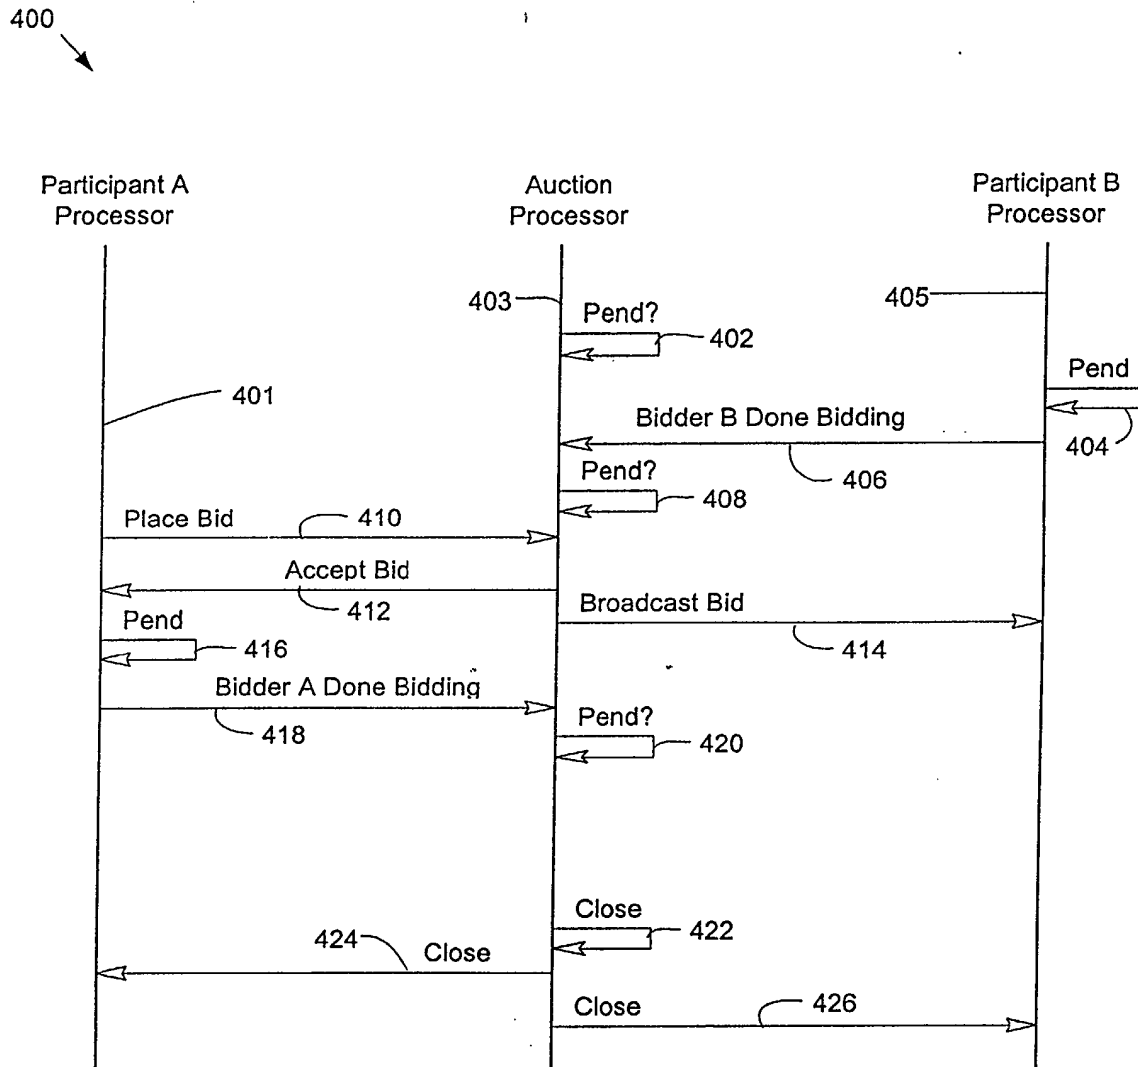 400
Participant A
Processor
Auction
Processor
Participant B
Processor
403
405
Pend?
402
Pend
401
404
Bidder B Done Bidding
406
Pend?
408
Place Bid
410
Accept Bid
412
Broadcast Bid
414
Pend
416
Bidder A Done Bidding
418
Pend?
420
Close
422
424
Close
Close
426